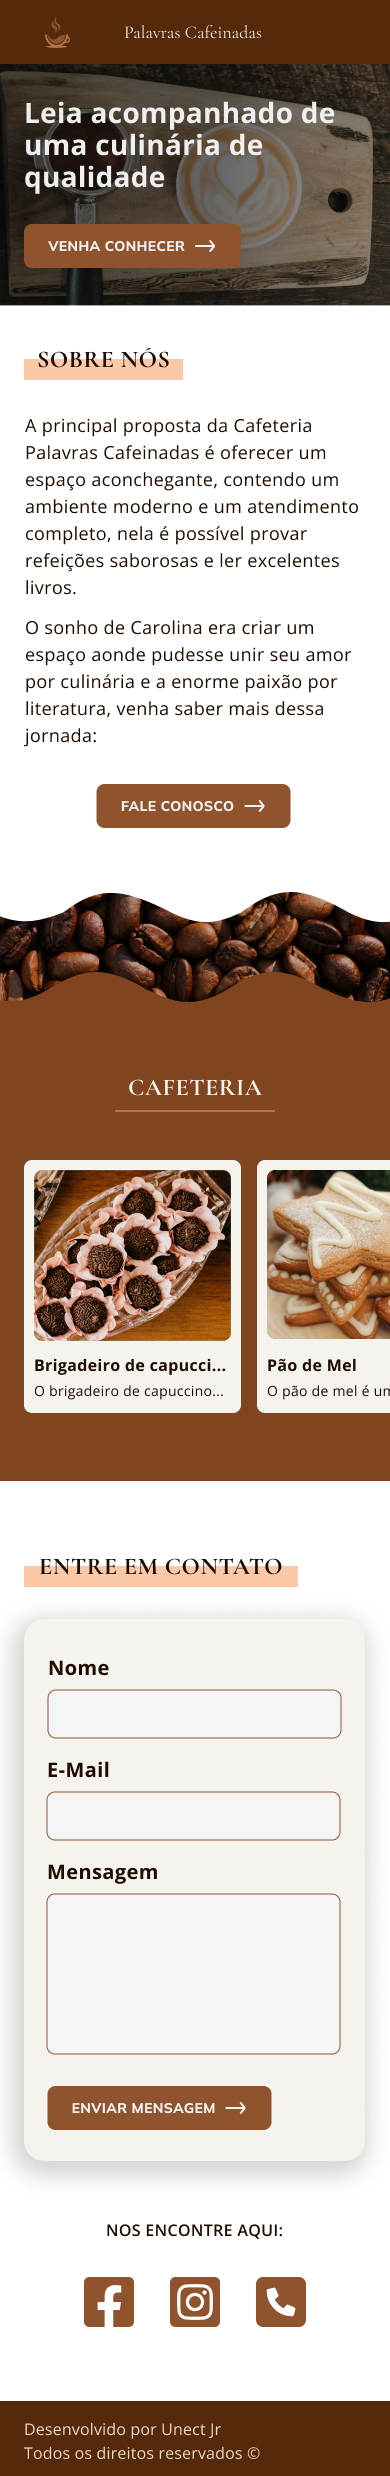 Palavras Cafeinadas
Leia acompanhado de
uma culinária de
qualidade
VENHA CONHECER
SOBRE NÓS
A principal proposta da Cafeteria
Palavras Cafeinadas é oferecer um
espaço aconchegante, contendo um
ambiente moderno e um atendimento
completo, nela é possível provar
refeições saborosas e ler excelentes
livros.
O sonho de Carolina era criar um
espaço aonde pudesse unir seu amor
por culinária e a enorme paixão por
literatura, venha saber mais dessa
jornada:
FALE CONOSCO
CAFETERIA
Brigadeiro de capucci...
O brigadeiro de capuccino...
Pão de Mel
O pão de mel é um
ENTRE EM CONTATO
Nome
E-Mail
Mensagem
ENVIAR MENSAGEM
NOS ENCONTRE AQUI:
Desenvolvido por Unect Jr
Todos os direitos reservados ©